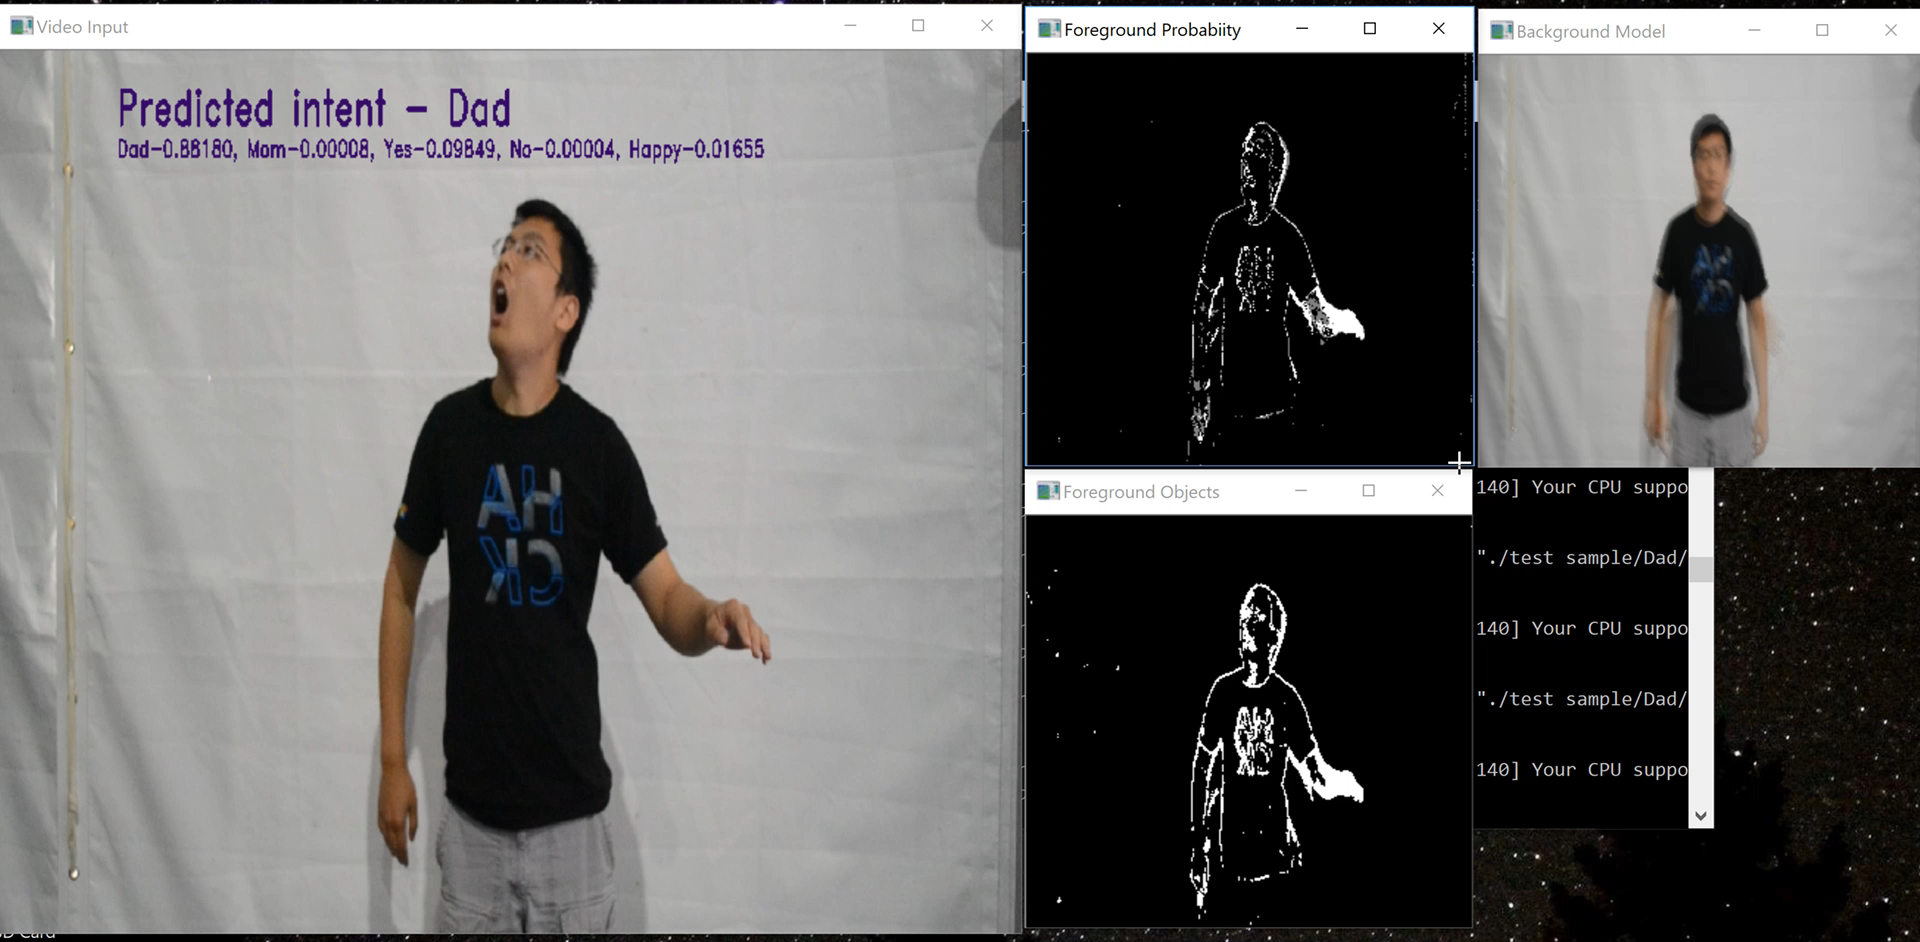 Video Input
Predicted intent - Dad
Dad-0.88180, Mom-0.00008, Yes-0.09849, No-0.00004, Happy-0.01655
AH
CK
Foreground Probabiity
Background Model
Foreground Objects
140] Your CPU suppo
"./test sample/Dad/
140] Your CPU suppo
"./test sample/Dad/
140] Your CPU suppo